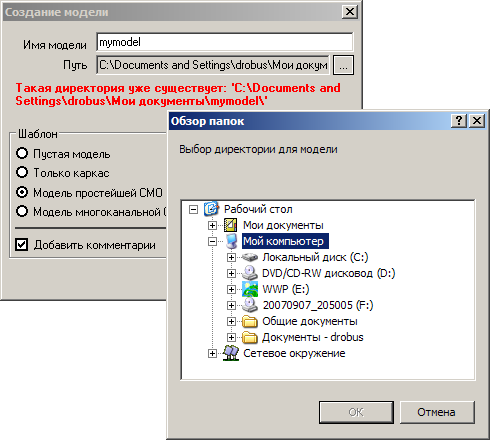 Создание модели
Имя модели
mymodel
Путь
C:\Documents and Settings\drobus\Мои докум
...
Такая директория уже существует: 'C:\Documents and
Settings\drobus\Мои документы\mymodel\'
Шаблон
Пустая модель
Только каркас
Модель простейшей СМО
Модель многоканальной
Добавить комментарии
Обзор папок
Выбор директории для модели
Рабочий стол
Мои документы
Мой компьютер
Локальный диск (C:)
DVD/CD-RW дисковод (D:)
WWP (E:)
20070907_205005 (F:)
Общие документы
Документы - drobus
Сетевое окружение
OK
Отмена